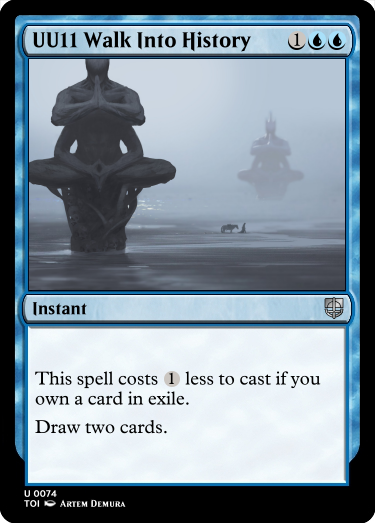 UU11 Walk Into History 1
Instant
This spell costs 1 less to cast if you
own a card in exile.
Draw two cards.
U 0074
TOI Artem Demura